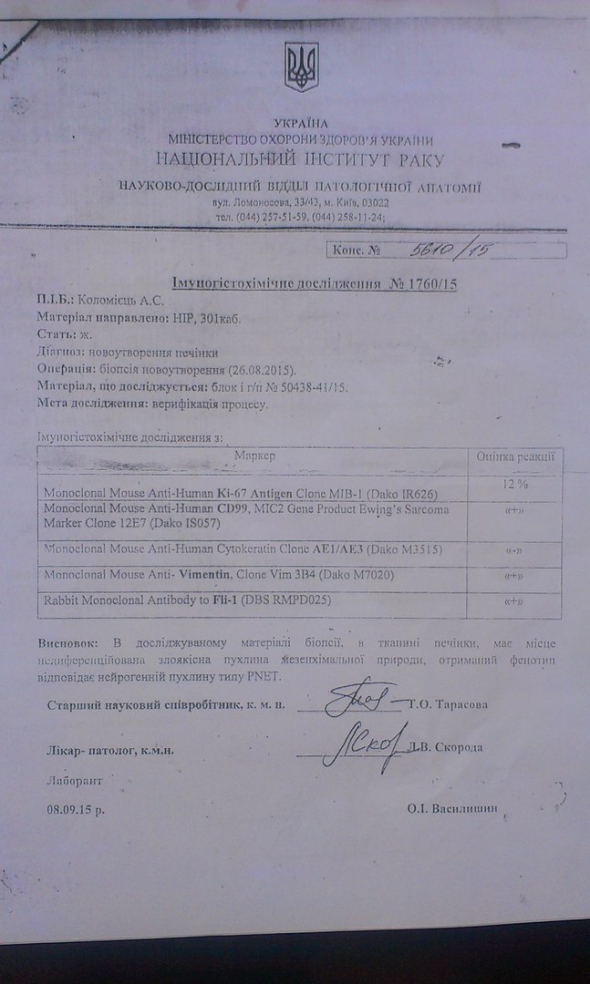 УКРАЇНА
МІНІСТЕРСТВО ОХОРОНИ ЗДОРОВ'Я УКРАЇНИ
НАЦІОНАЛЬНИЙ ІНСТИТУТ РАКУ
НАУКОВО-ДОСЛІДНИЙ ВІДДІЛ ПАТОЛОГІЧНОЇ АНАТОМІЇ
вул. Ломоносова, 33/43, м. Київ, 03022
тел. (044) 257-51-59, (044) 258-11-24;
Конс. № 5610/15
Імуногістохімічне дослідження № 1760/15
П.І.Б.: Коломієць А.С.
Матеріал направлено: НІР, 301каб.
Стать: ж.
Діагноз: новоутворення печінки
Операція: біопсія новоутворення (26.08.2015).
Матеріал, що досліджується: блок і г/п № 50438-41/15.
Мета дослідження: верифікація процесу.
Імуногістохімічне дослідження з:
Маркер Оцінка реакції
Monoclonal Mouse Anti-Human Ki-67 Antigen Clone MIB-1 (Dako IR626) 12 %
Monoclonal Mouse Anti-Human CD99, MIC2 Gene Product Ewing's Sarcoma
Marker Clone 12E7 (Dako IS057) «+»
Monoclonal Mouse Anti-Human Cytokeratin Clone AE1/AE3 (Dako M3515) «-»
Monoclonal Mouse Anti- Vimentin, Clone Vim 3B4 (Dako M7020) «+»
Rabbit Monoclonal Antibody to Fli-1 (DBS RMPD025) «+»
Висновок: В досліджуваному матеріалі біопсії, в тканині печінки, має місце
недиференційована злоякісна пухлина мезенхімальної природи, отриманий фенотип
відповідає нейрогенній пухлину типу PNET.
Старший науковий співробітник, к. м. н. Т.О. Тарасова
Лікар- патолог, к.м.н. Л.В. Скорода
Лаборант
08.09.15 р. О.І. Василишин